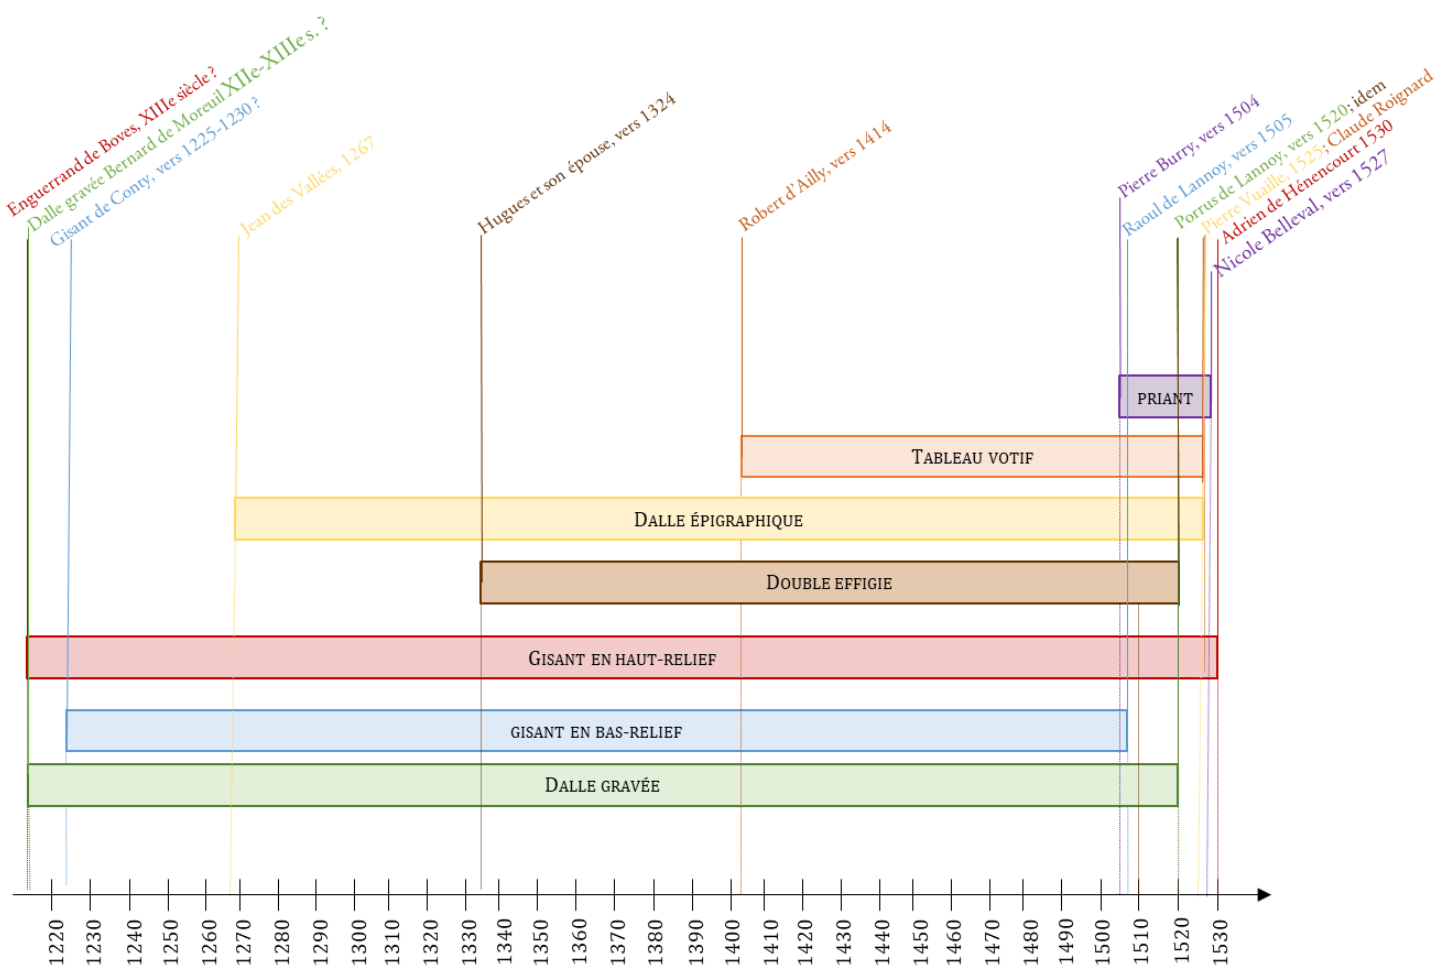 Enguerrand de Boves, XIIIe siècle ?
Dalle gravée Bernard de Moreuil XIIe-XIIIe s. ?
Gisant de Conty, vers 1225-1230 ?
Jean des Vallées, 1267
Hugues et son épouse, vers 1324
Robert d'Ailly, vers 1414
Pierre Burry, vers 1504
Raoul de Lannoy, vers 1505
Porrus de Lannoy, vers 1520; idem
Pierre Vuaille, 1525; Claude Roignard
Adrien de Hénencourt 1530
Nicole Belleval, vers 1527
PRIANT
TABLEAU VOTIF
DALLE ÉPIGRAPHIQUE
DOUBLE EFFIGIE
GISANT EN HAUT-RELIEF
GISANT EN BAS-RELIEF
DALLE GRAVÉE
1220
1230
1240
1250
1260
1270
1280
1290
1300
1310
1320
1330
1340
1350
1360
1370
1380
1390
1400
1410
1420
1430
1440
1450
1460
1470
1480
1490
1500
1510
1520
1530